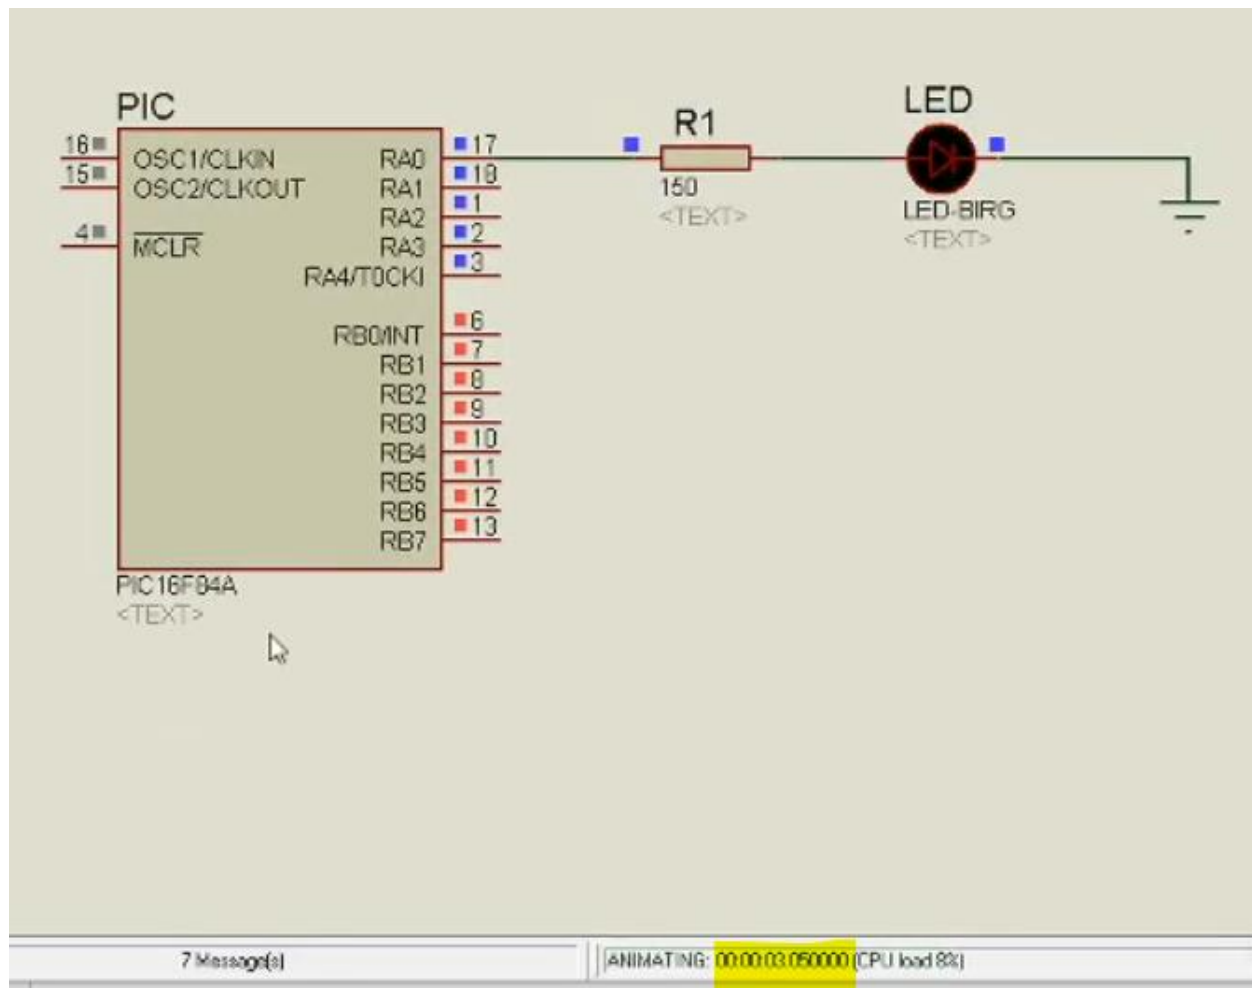 PIC
16
OSC1/CLKIN
RA0
17
15
OSC2/CLKOUT
RA1
18
RA2
1
4
MCLR
RA3
2
RA4/T0CKI
3
RB0/INT
6
RB1
7
RB2
8
RB3
9
RB4
10
RB5
11
RB6
12
RB7
13
PIC16F84A
<TEXT>
R1
150
<TEXT>
LED
LED-BIRG
<TEXT>
7 Message(s)
ANIMATING: 00:00:03.050000 (CPU load 8%)